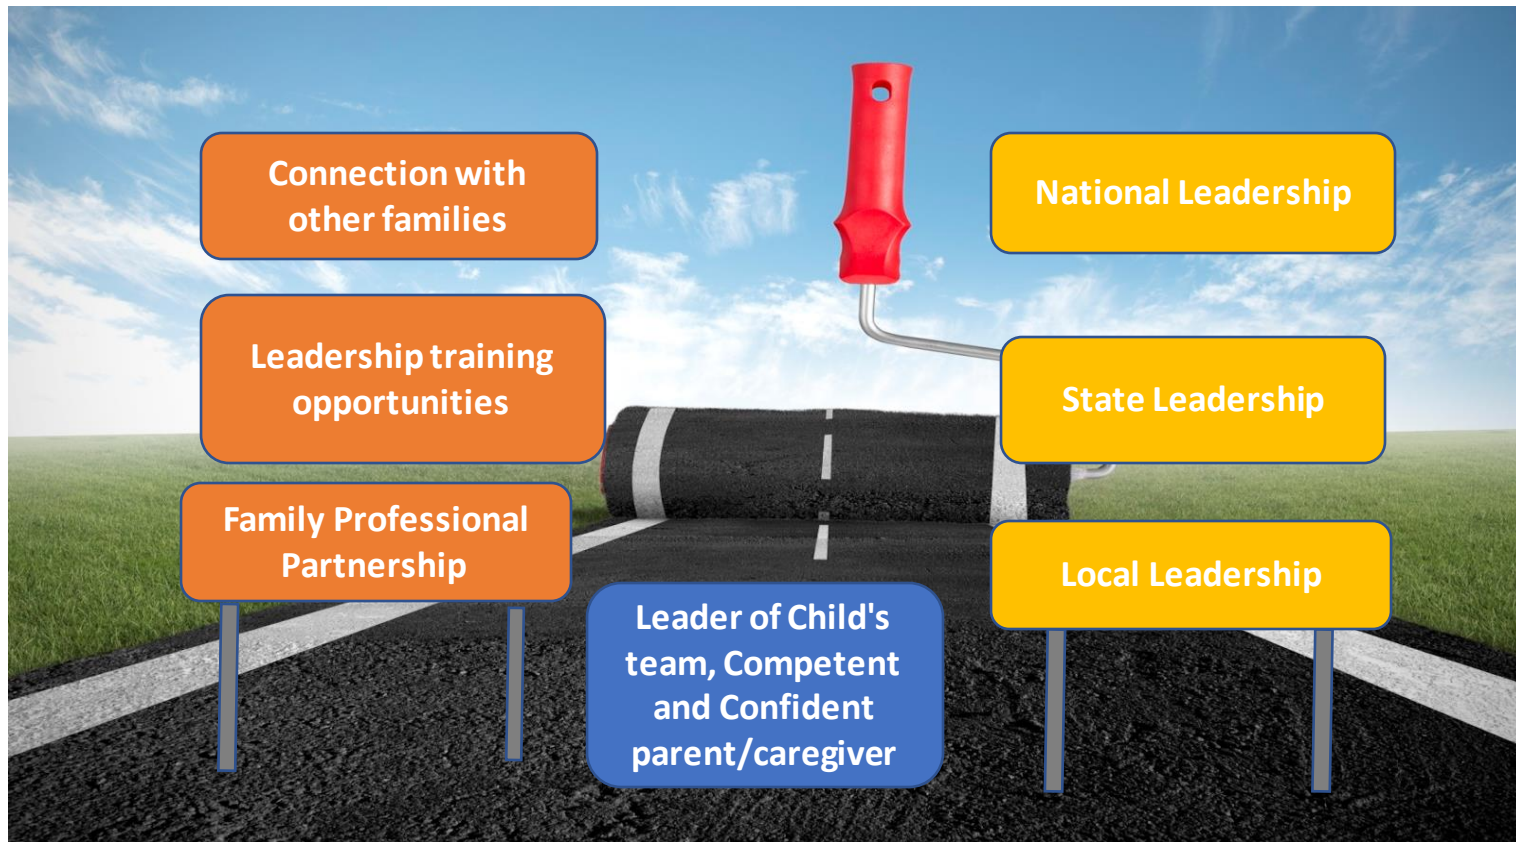 Connection with
other families
Leadership training
opportunities
Family Professional
Partnership
Leader of Child's
team, Competent
and Confident
parent/caregiver
National Leadership
State Leadership
Local Leadership